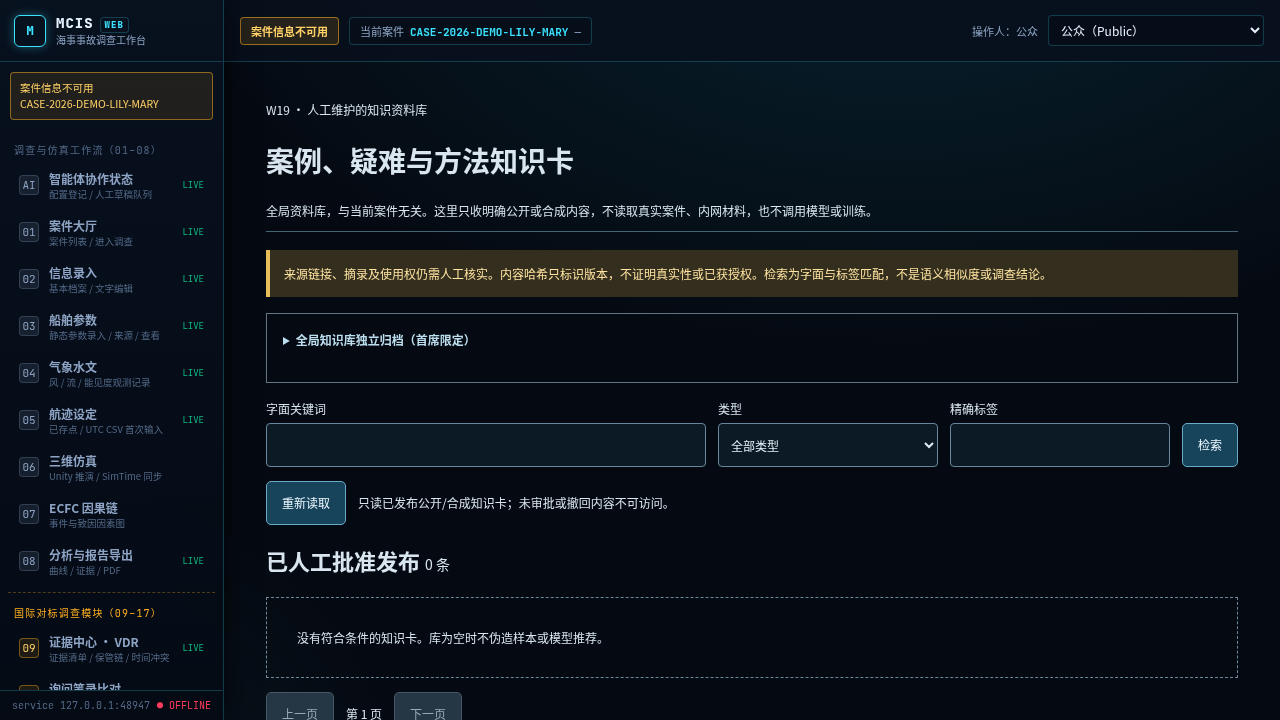 M
MCIS WEB
海事事故调查工作台
案件信息不可用
当前案件 CASE-2026-DEMO-LILY-MARY —
操作人：公众
公众（Public）
案件信息不可用
CASE-2026-DEMO-LILY-MARY
调查与仿真工作流（01–08）
AI 智能体协作状态 LIVE
配置登记 / 人工草稿队列
01 案件大厅 LIVE
案件列表 / 进入调查
02 信息录入 LIVE
基本档案 / 文字编辑
03 船舶参数 LIVE
静态参数录入 / 来源 / 查看
04 气象水文 LIVE
风 / 流 / 能见度观测记录
05 航迹设定 LIVE
已存点 / UTC CSV 首次输入
06 三维仿真
Unity 推演 / SimTime 同步
07 ECFC 因果链
事件与致因因素图
08 分析与报告导出 LIVE
曲线 / 证据 / PDF
国际对标调查模块（09–17）
09 证据中心 · VDR LIVE
证据清单 / 保管链 / 时间冲突
询问笔录比对
service 127.0.0.1:48947 ● OFFLINE
W19 · 人工维护的知识资料库
案例、疑难与方法知识卡
全局资料库，与当前案件无关。这里只收明确公开或合成内容，不读取真实案件、内网材料，也不调用模型或训练。
来源链接、摘录及使用权仍需人工核实。内容哈希只标识版本，不证明真实性或已获授权。检索为字面与标签匹配，不是语义相似度或调查结论。
▶ 全局知识库独立归档（首席限定）
字面关键词
类型
精确标签
全部类型
检索
重新读取
只读已发布公开/合成知识卡；未审批或撤回内容不可访问。
已人工批准发布 0 条
没有符合条件的知识卡。库为空时不伪造样本或模型推荐。
上一页 第 1 页 下一页